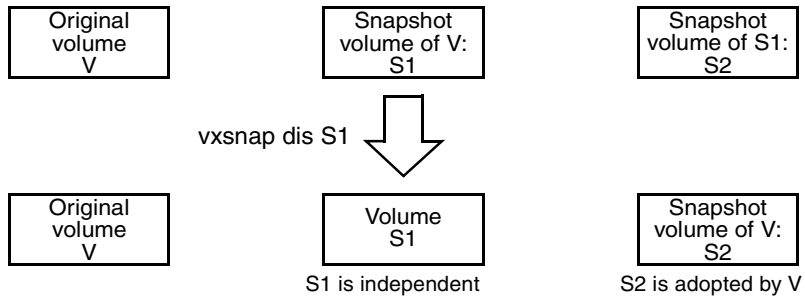 Original
volume
V
Snapshot
volume of V:
S1
Snapshot
volume of S1:
S2
vxsnap dis S1
Original
volume
V
Volume
S1
Snapshot
volume of V:
S2
S1 is independent
S2 is adopted by V